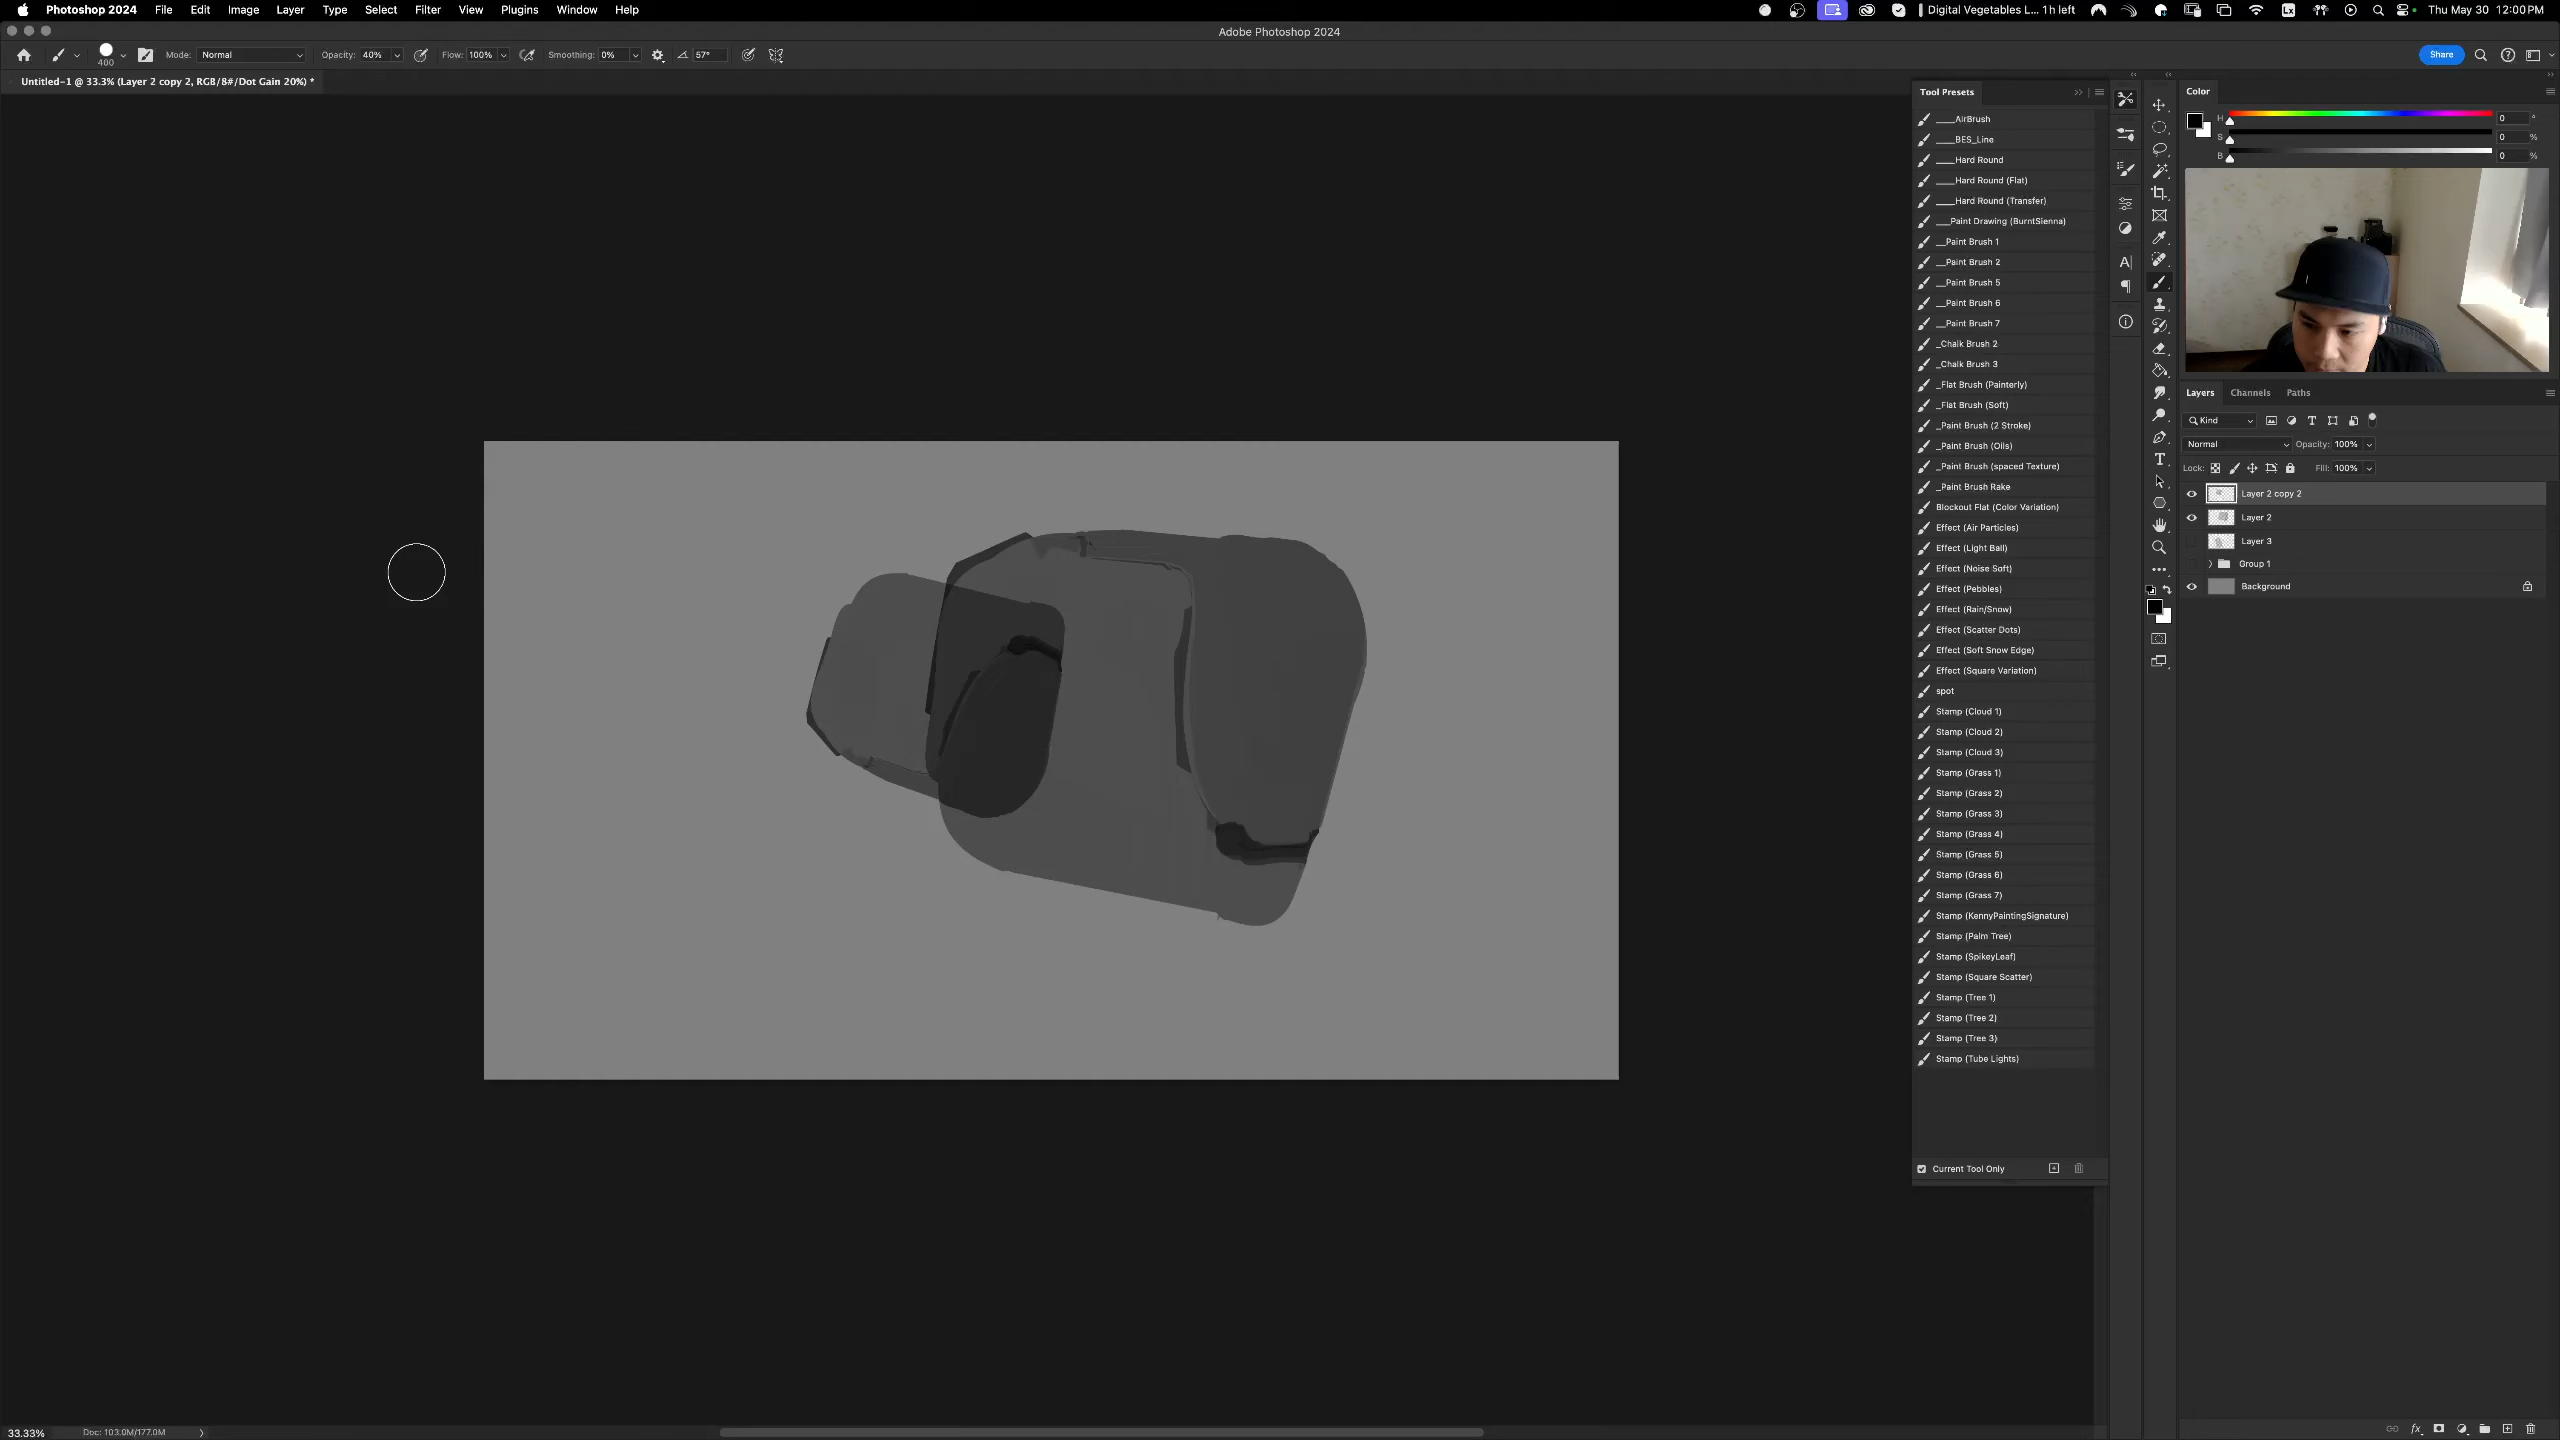 Photoshop 2024 File Edit Image Layer Type Select Filter View Plugins Window Help Digital Vegetables L... 1h left Thu May 30 12:00 PM
Adobe Photoshop 2024
400 Mode: Normal Opacity: 40% Flow: 100% Smoothing: 0% 57° Share
Untitled-1 @ 33.3% (Layer 2 copy 2, RGB/8#/Dot Gain 20%) *
Tool Presets
____AirBrush
____BES_Line
____Hard Round
____Hard Round (Flat)
____Hard Round (Transfer)
___Paint Drawing (BurntSienna)
__Paint Brush 1
__Paint Brush 2
__Paint Brush 5
__Paint Brush 6
__Paint Brush 7
_Chalk Brush 2
_Chalk Brush 3
_Flat Brush (Painterly)
_Flat Brush (Soft)
_Paint Brush (2 Stroke)
_Paint Brush (Oils)
_Paint Brush (spaced Texture)
_Paint Brush Rake
Blockout Flat (Color Variation)
Effect (Air Particles)
Effect (Light Ball)
Effect (Noise Soft)
Effect (Pebbles)
Effect (Rain/Snow)
Effect (Scatter Dots)
Effect (Soft Snow Edge)
Effect (Square Variation)
spot
Stamp (Cloud 1)
Stamp (Cloud 2)
Stamp (Cloud 3)
Stamp (Grass 1)
Stamp (Grass 2)
Stamp (Grass 3)
Stamp (Grass 4)
Stamp (Grass 5)
Stamp (Grass 6)
Stamp (Grass 7)
Stamp (KennyPaintingSignature)
Stamp (Palm Tree)
Stamp (SpikeyLeaf)
Stamp (Square Scatter)
Stamp (Tree 1)
Stamp (Tree 2)
Stamp (Tree 3)
Stamp (Tube Lights)
Current Tool Only
Color
H 0 °
S 0 %
B 0 %
Layers Channels Paths
Kind
Normal Opacity: 100%
Lock: Fill: 100%
Layer 2 copy 2
Layer 2
Layer 3
Group 1
Background
33.33% Doc: 103.0M/177.0M